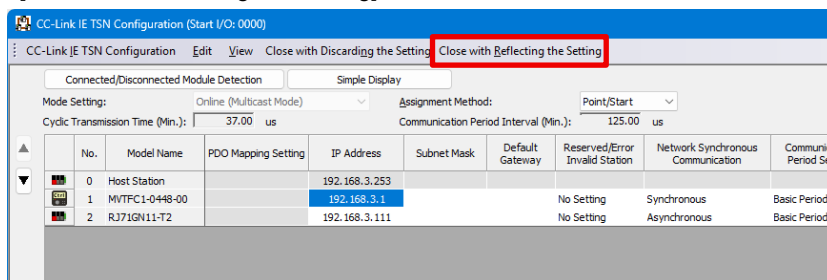 CC-Link IE TSN Configuration (Start I/O: 0000)
CC-Link IE TSN Configuration Edit View Close with Discarding the Setting Close with Reflecting the Setting
Connected/Disconnected Module Detection Simple Display
Mode Setting: Online (Multicast Mode) Assignment Method: Point/Start
Cyclic Transmission Time (Min.): 37.00 us Communication Period Interval (Min.): 125.00 us
No. Model Name PDO Mapping Setting IP Address Subnet Mask Default Gateway Reserved/Error Invalid Station Network Synchronous Communication Communi Period Se
0 Host Station 192.168.3.253
1 MVTFC1-0448-00 192.168.3.1 No Setting Synchronous Basic Period
2 RJ71GN11-T2 192.168.3.111 No Setting Asynchronous Basic Period